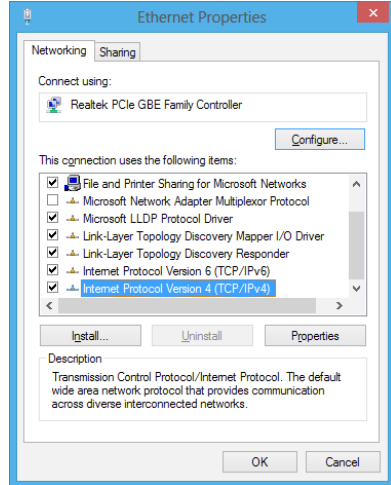 Ethernet Properties
Networking
Sharing
Connect using:
Realtek PCIe GBE Family Controller
Configure...
This connection uses the following items:
File and Printer Sharing for Microsoft Networks
Microsoft Network Adapter Multiplexor Protocol
Microsoft LLDP Protocol Driver
Link-Layer Topology Discovery Mapper I/O Driver
Link-Layer Topology Discovery Responder
Internet Protocol Version 6 (TCP/IPv6)
Internet Protocol Version 4 (TCP/IPv4)
Install...
Uninstall
Properties
Description
Transmission Control Protocol/Internet Protocol. The default
wide area network protocol that provides communication
across diverse interconnected networks.
OK
Cancel